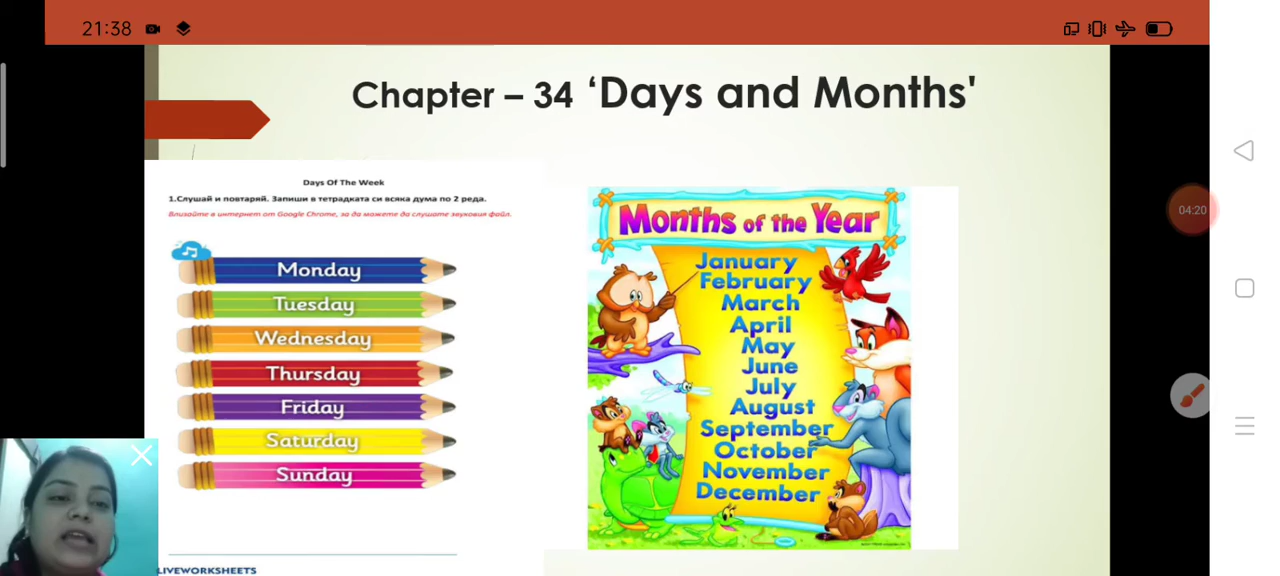 21:38
Chapter – 34 ‘Days and Months'
Days Of The Week
1.Слушай и повтаряй. Запиши в тетрадката си всяка дума по 2 реда.
Влизайте в интернет от Google Chrome, за да можете да слушате звуковия файл.
Monday
Tuesday
Wednesday
Thursday
Friday
Saturday
Sunday
LIVEWORKSHEETS
Months of the Year
January
February
March
April
May
June
July
August
September
October
November
December
04:20